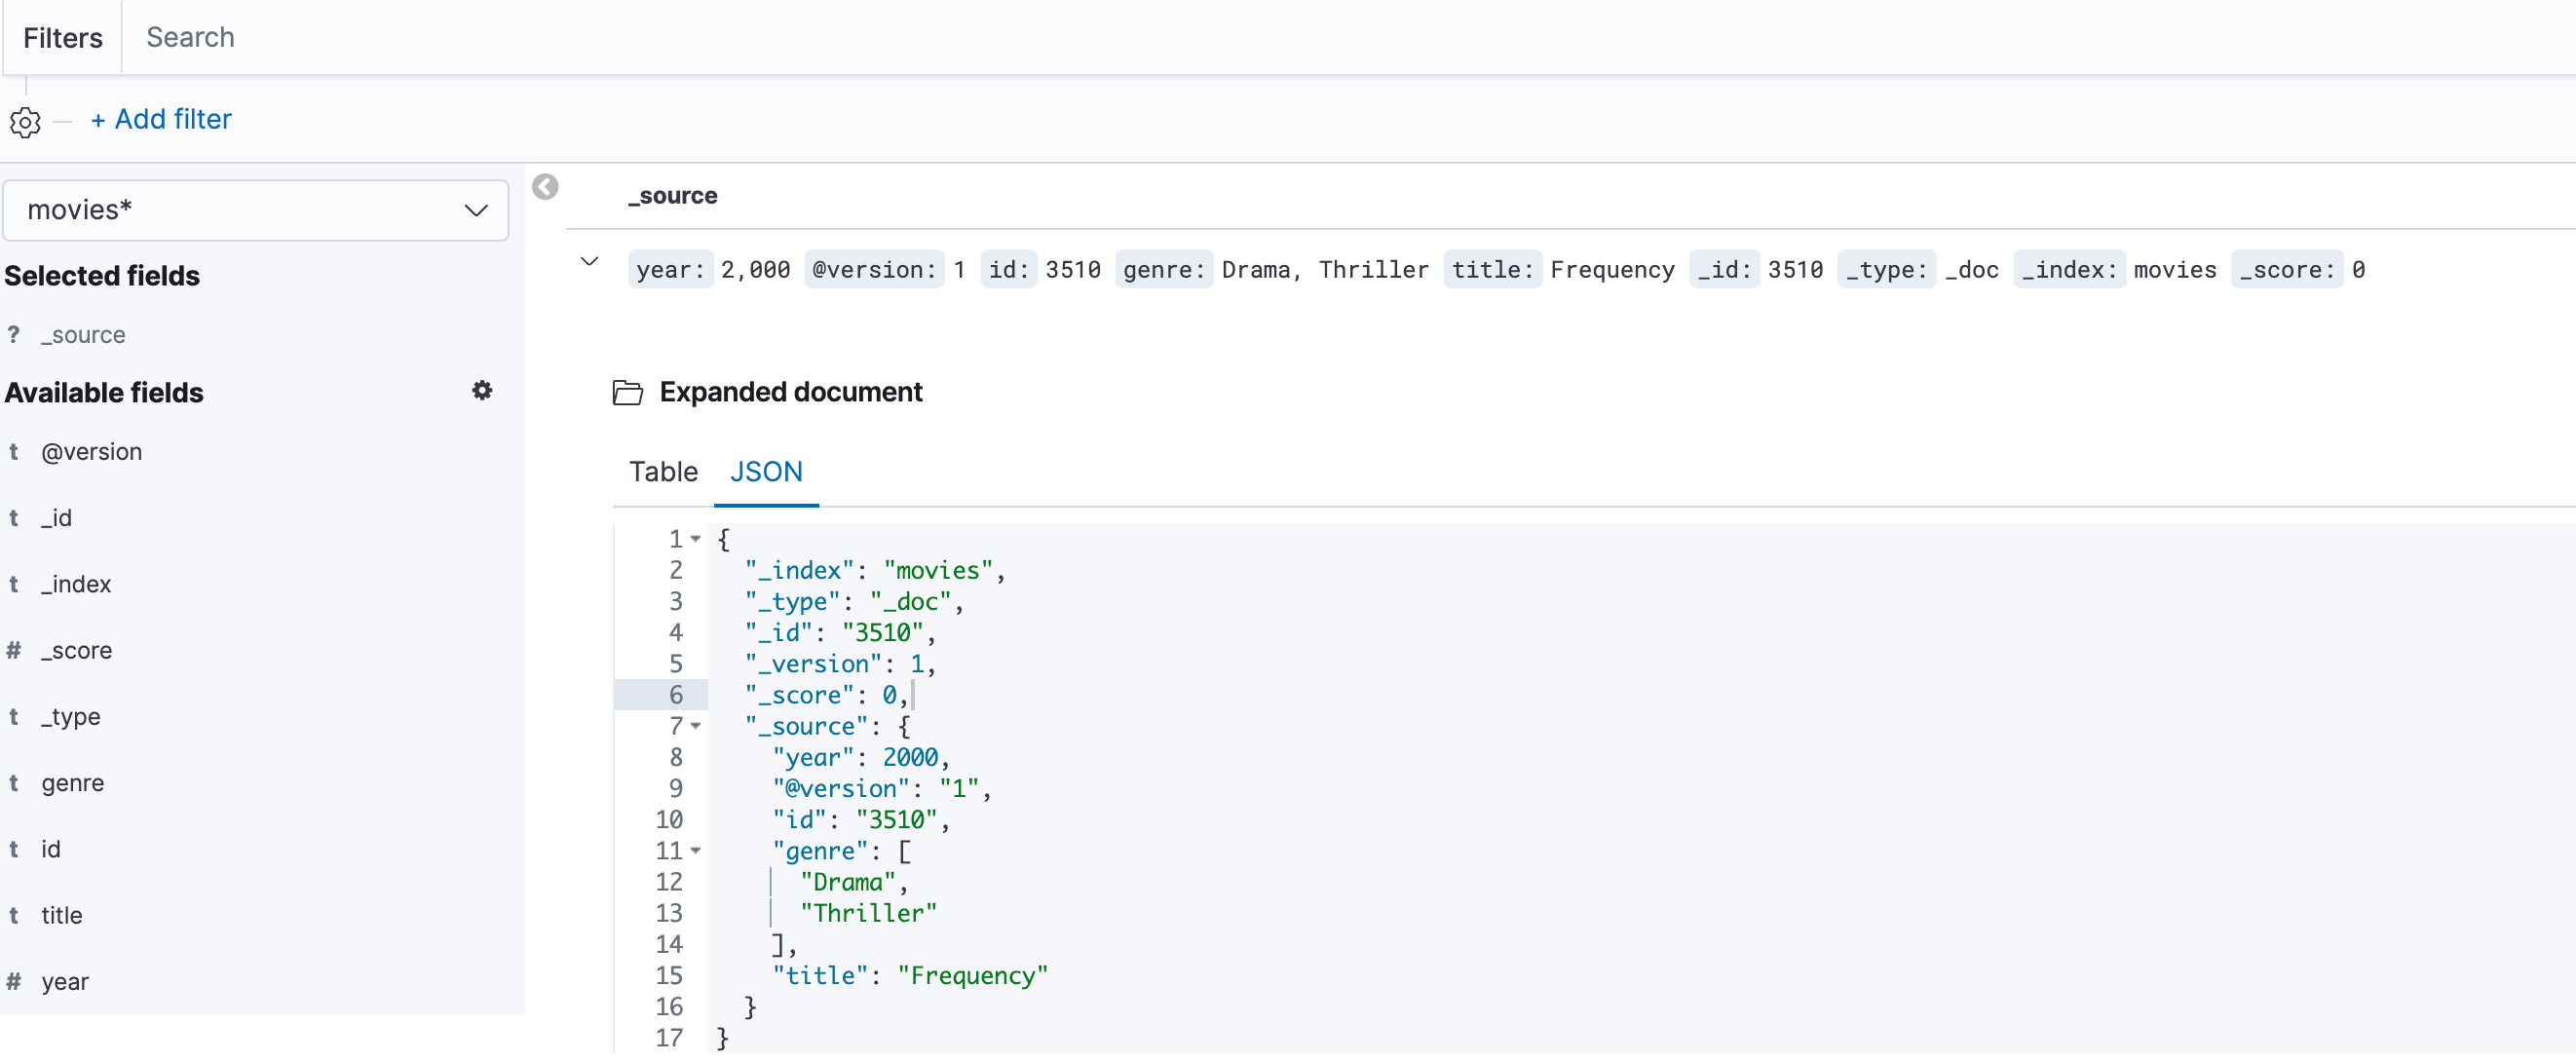 Filters Search
+ Add filter
movies*
Selected fields
? _source
Available fields
t @version
t _id
t _index
# _score
t _type
t genre
t id
t title
# year
_source
year: 2,000 @version: 1 id: 3510 genre: Drama, Thriller title: Frequency _id: 3510 _type: _doc _index: movies _score: 0
Expanded document
Table JSON
1 {
2 "_index": "movies",
3 "_type": "_doc",
4 "_id": "3510",
5 "_version": 1,
6 "_score": 0,
7 "_source": {
8 "year": 2000,
9 "@version": "1",
10 "id": "3510",
11 "genre": [
12 "Drama",
13 "Thriller"
14 ],
15 "title": "Frequency"
16 }
17 }